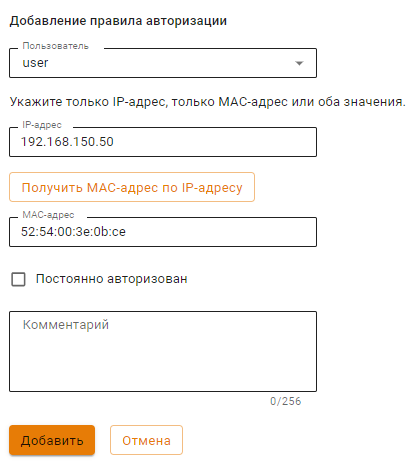 Добавление правила авторизации
Пользователь
user
Укажите только IP-адрес, только MAC-адрес или оба значения.
IP-адрес
192.168.150.50
Получить MAC-адрес по IP-адресу
MAC-адрес
52:54:00:3e:0b:ce
Постоянно авторизован
Комментарий
0/256
Добавить
Отмена